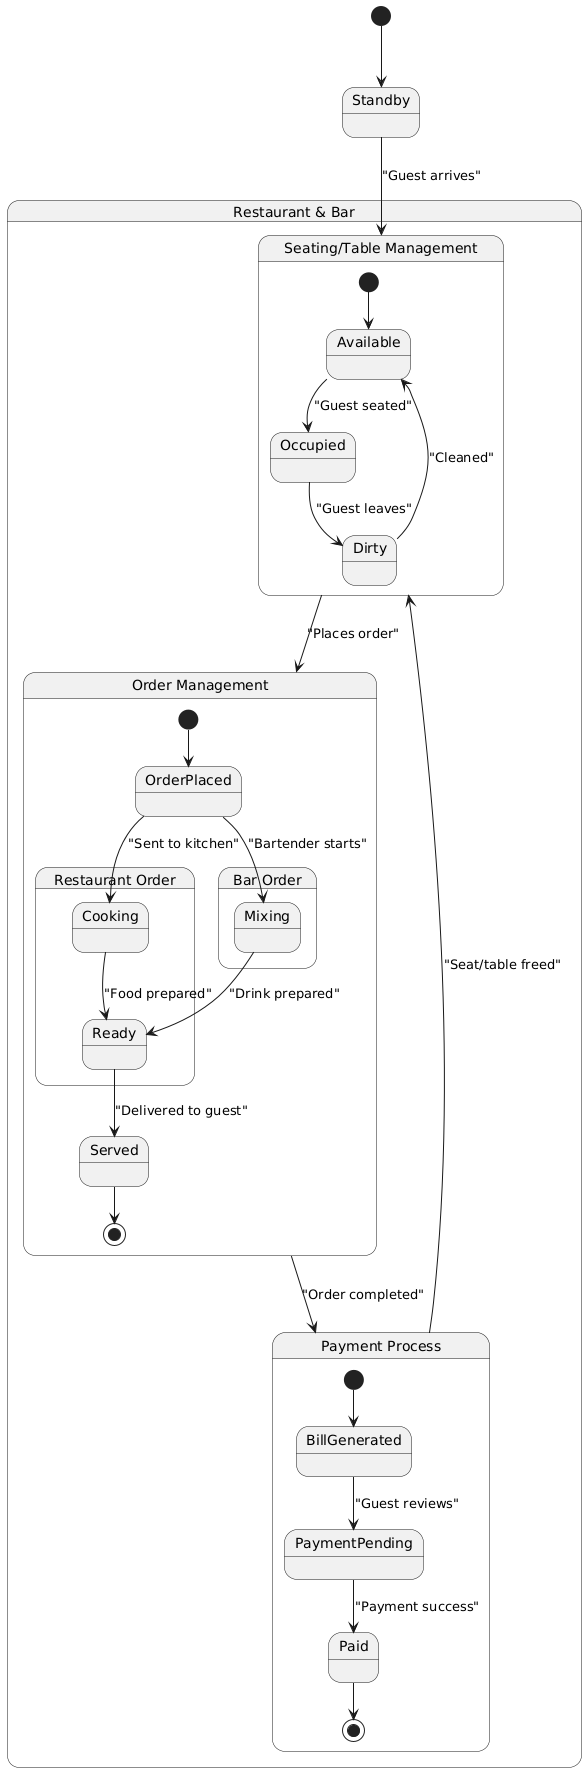 Standby
"Guest arrives"
Restaurant & Bar
Seating/Table Management
Available
"Guest seated"
Occupied
"Cleaned"
"Guest leaves"
Dirty
"Places order"
Order Management
OrderPlaced
"Sent to kitchen"
"Bartender starts"
Restaurant Order
Bar Order
Cooking
Mixing
"Seat/table freed"
"Food prepared"
"Drink prepared"
Ready
"Delivered to guest"
Served
"Order completed"
Payment Process
BillGenerated
"Guest reviews"
PaymentPending
"Payment success"
Paid